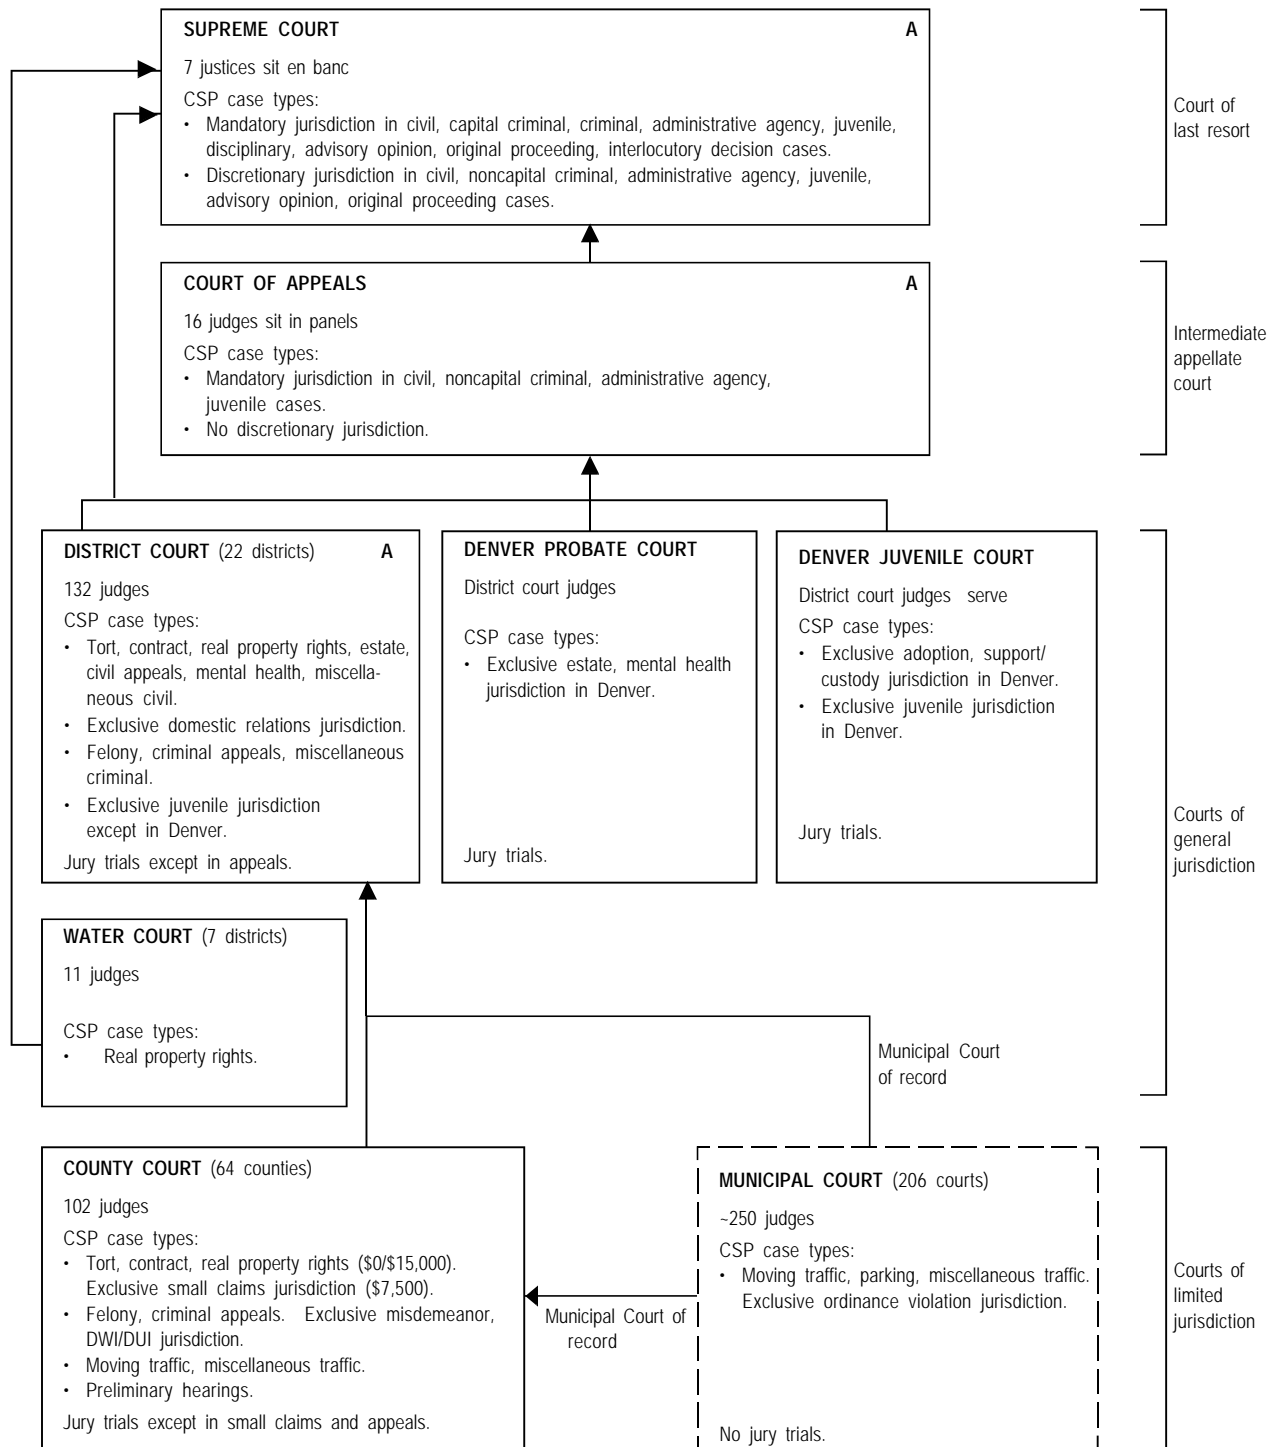 SUPREME COURT A
7 justices sit en banc
CSP case types:
• Mandatory jurisdiction in civil, capital criminal, criminal, administrative agency, juvenile,
disciplinary, advisory opinion, original proceeding, interlocutory decision cases.
• Discretionary jurisdiction in civil, noncapital criminal, administrative agency, juvenile,
advisory opinion, original proceeding cases.
Court of
last resort
COURT OF APPEALS A
16 judges sit in panels
CSP case types:
• Mandatory jurisdiction in civil, noncapital criminal, administrative agency,
juvenile cases.
• No discretionary jurisdiction.
Intermediate
appellate
court
DISTRICT COURT (22 districts) A
132 judges
CSP case types:
• Tort, contract, real property rights, estate,
civil appeals, mental health, miscella-
neous civil.
• Exclusive domestic relations jurisdiction.
• Felony, criminal appeals, miscellaneous
criminal.
• Exclusive juvenile jurisdiction
except in Denver.
Jury trials except in appeals.
DENVER PROBATE COURT
District court judges
CSP case types:
• Exclusive estate, mental health
jurisdiction in Denver.
Jury trials.
DENVER JUVENILE COURT
District court judges serve
CSP case types:
• Exclusive adoption, support/
custody jurisdiction in Denver.
• Exclusive juvenile jurisdiction
in Denver.
Jury trials.
Courts of
general
jurisdiction
WATER COURT (7 districts)
11 judges
CSP case types:
• Real property rights.
Municipal Court
of record
COUNTY COURT (64 counties)
102 judges
CSP case types:
• Tort, contract, real property rights ($0/$15,000).
Exclusive small claims jurisdiction ($7,500).
• Felony, criminal appeals. Exclusive misdemeanor,
DWI/DUI jurisdiction.
• Moving traffic, miscellaneous traffic.
• Preliminary hearings.
Jury trials except in small claims and appeals.
Municipal Court of
record
MUNICIPAL COURT (206 courts)
~250 judges
CSP case types:
• Moving traffic, parking, miscellaneous traffic.
Exclusive ordinance violation jurisdiction.
No jury trials.
Courts of
limited
jurisdiction